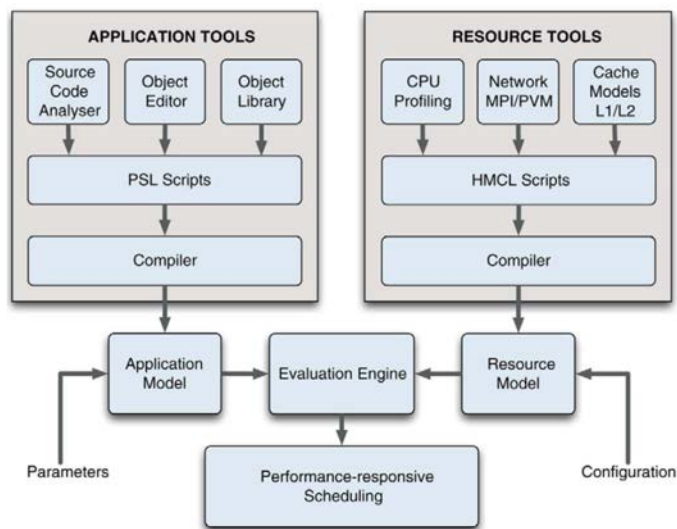 APPLICATION TOOLS
Source
Code
Analyser
Object
Editor
Object
Library
PSL Scripts
Compiler
RESOURCE TOOLS
CPU
Profiling
Network
MPI/PVM
Cache
Models
L1/L2
HMCL Scripts
Compiler
Application
Model
Evaluation Engine
Resource
Model
Parameters
Configuration
Performance-responsive
Scheduling